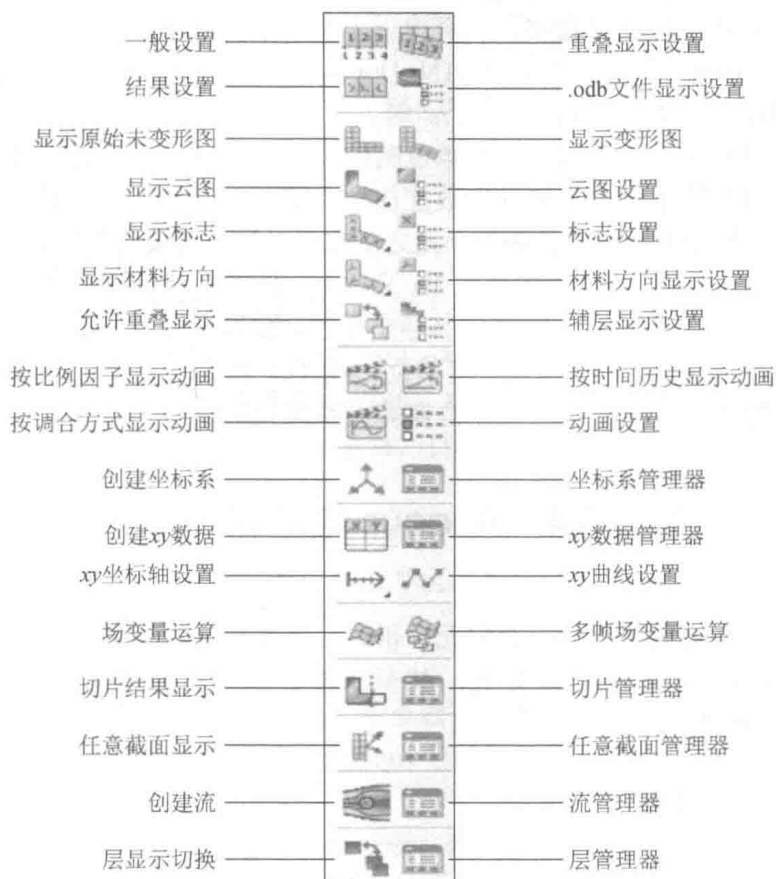 一般设置 重叠显示设置
结果设置 .odb文件显示设置
显示原始未变形图 显示变形图
显示云图 云图设置
显示标志 标志设置
显示材料方向 材料方向显示设置
允许重叠显示 辅层显示设置
按比例因子显示动画 按时间历史显示动画
按调合方式显示动画 动画设置
创建坐标系 坐标系管理器
创建xy数据 xy数据管理器
xy坐标轴设置 xy曲线设置
场变量运算 多帧场变量运算
切片结果显示 切片管理器
任意截面显示 任意截面管理器
创建流 流管理器
层显示切换 层管理器